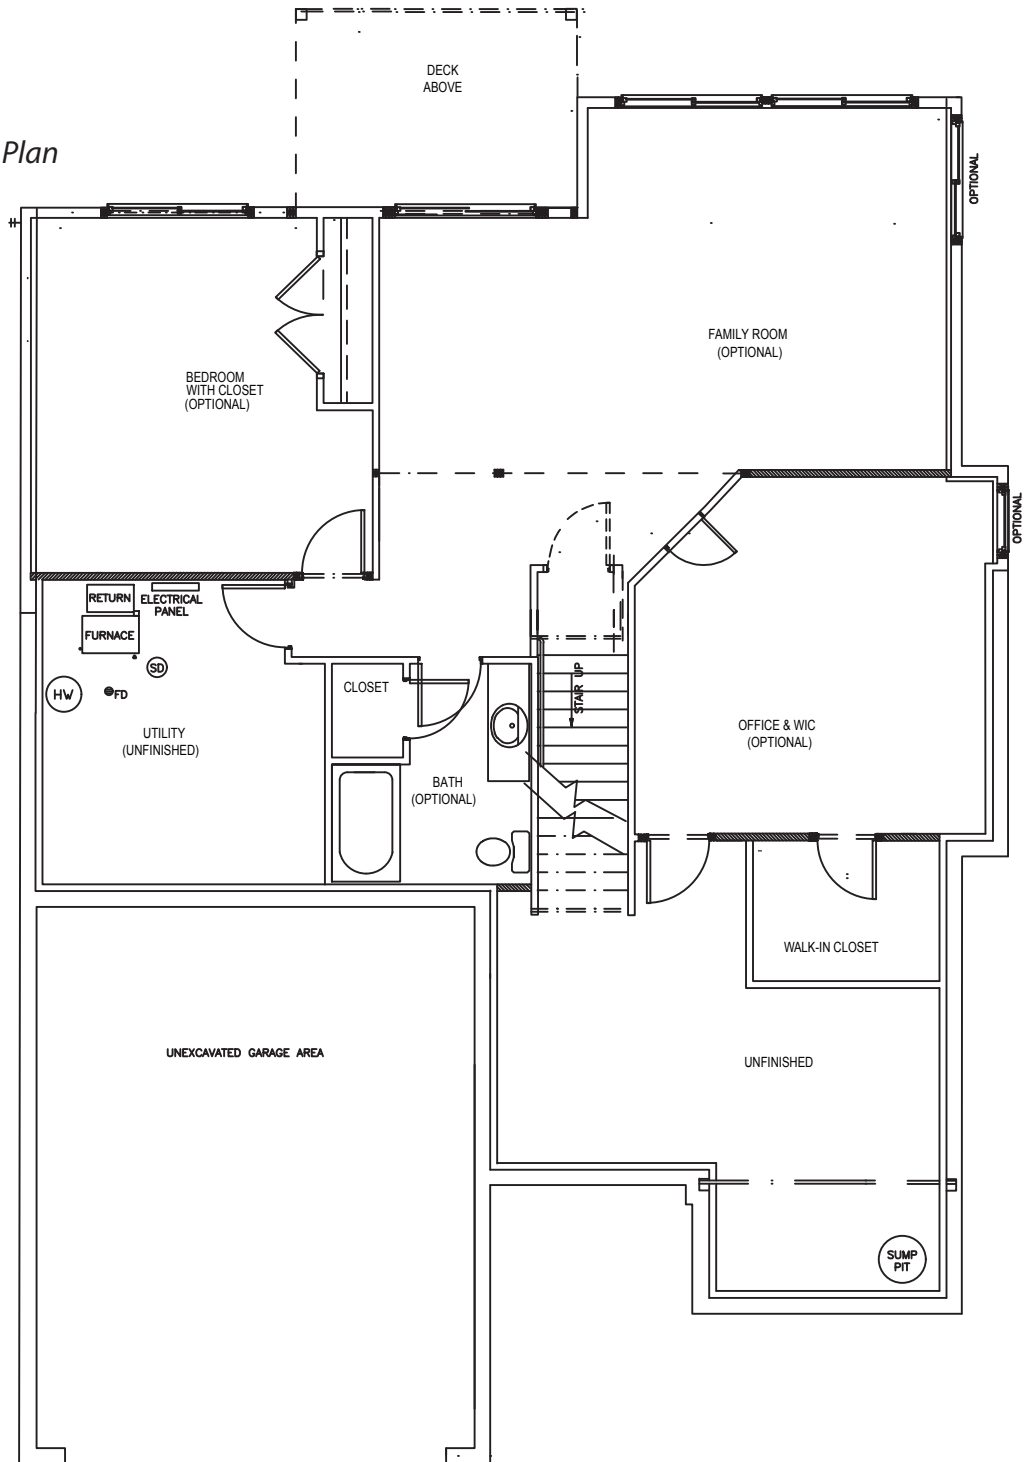 DECK
ABOVE
Plan
OPTIONAL
FAMILY ROOM
(OPTIONAL)
BEDROOM
WITH CLOSET
(OPTIONAL)
OPTIONAL
RETURN
ELECTRICAL
PANEL
FURNACE
SD
HW
FD
CLOSET
STAIR UP
UTILITY
(UNFINISHED)
OFFICE & WIC
(OPTIONAL)
BATH
(OPTIONAL)
WALK-IN CLOSET
UNEXCAVATED GARAGE AREA
UNFINISHED
SUMP
PIT